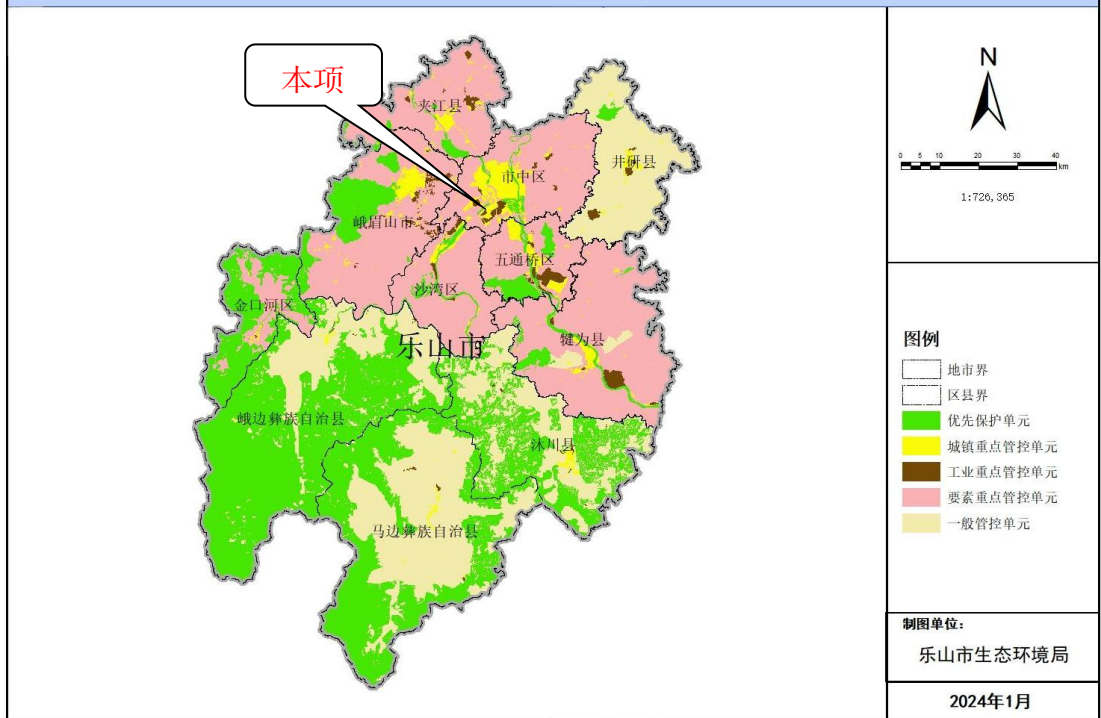 本项
夹江县
井研县
市中区
峨眉山市
五通桥区
沙湾区
金口河区
乐山市
犍为县
峨边彝族自治县
沐川县
马边彝族自治县
N
0 5 10 20 30 40
km
1:726,365
图例
地市界
区县界
优先保护单元
城镇重点管控单元
工业重点管控单元
要素重点管控单元
一般管控单元
制图单位：
乐山市生态环境局
2024年1月